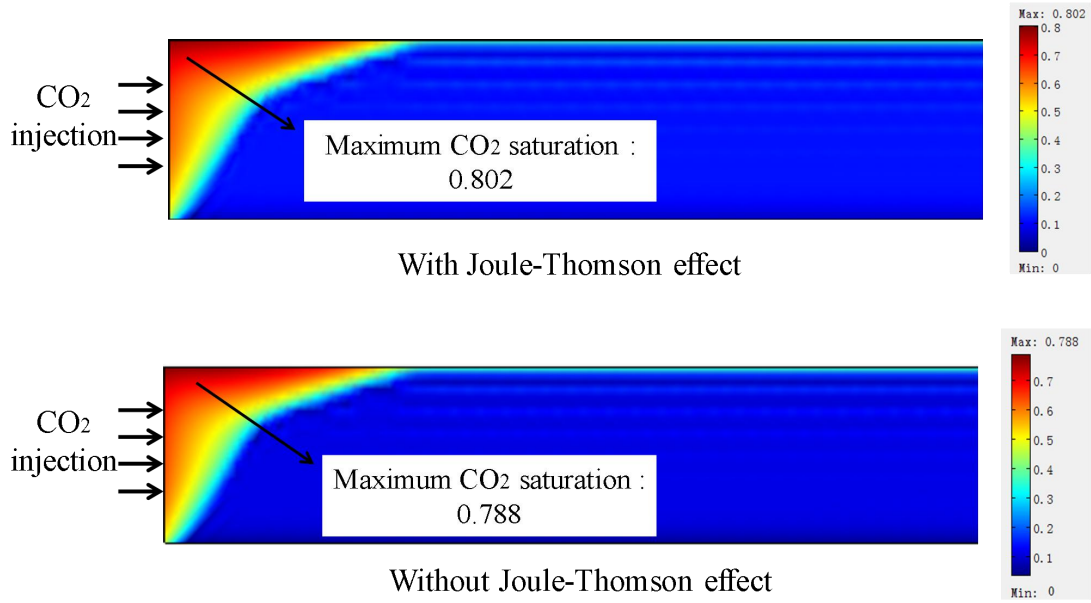 Max: 0.802
0.8
0.7
0.6
0.5
0.4
0.3
0.2
0.1
0
Min: 0
CO2
injection
Maximum CO2 saturation :
0.802
With Joule-Thomson effect
Max: 0.788
0.7
0.6
0.5
0.4
0.3
0.2
0.1
Min: 0
CO2
injection
Maximum CO2 saturation :
0.788
Without Joule-Thomson effect